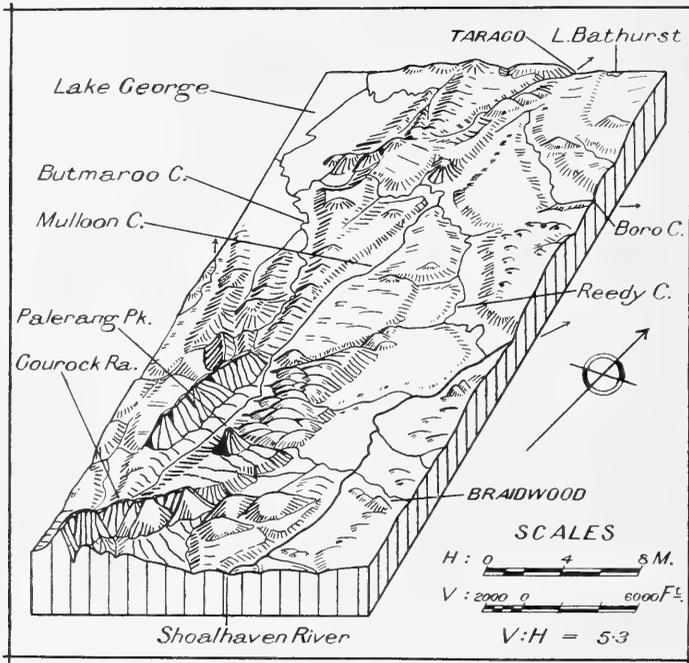 TARAGO
L. Bathurst
Lake George
Butmaroo C.
Mulloon C.
Boro C.
Reedy C.
Palerang Pk.
Gourock Ra.
BRAIDWOOD
SCALES
H: 0 4 8 M.
V: 2000 0 6000 Ft.
V:H = 5·3
Shoalhaven River